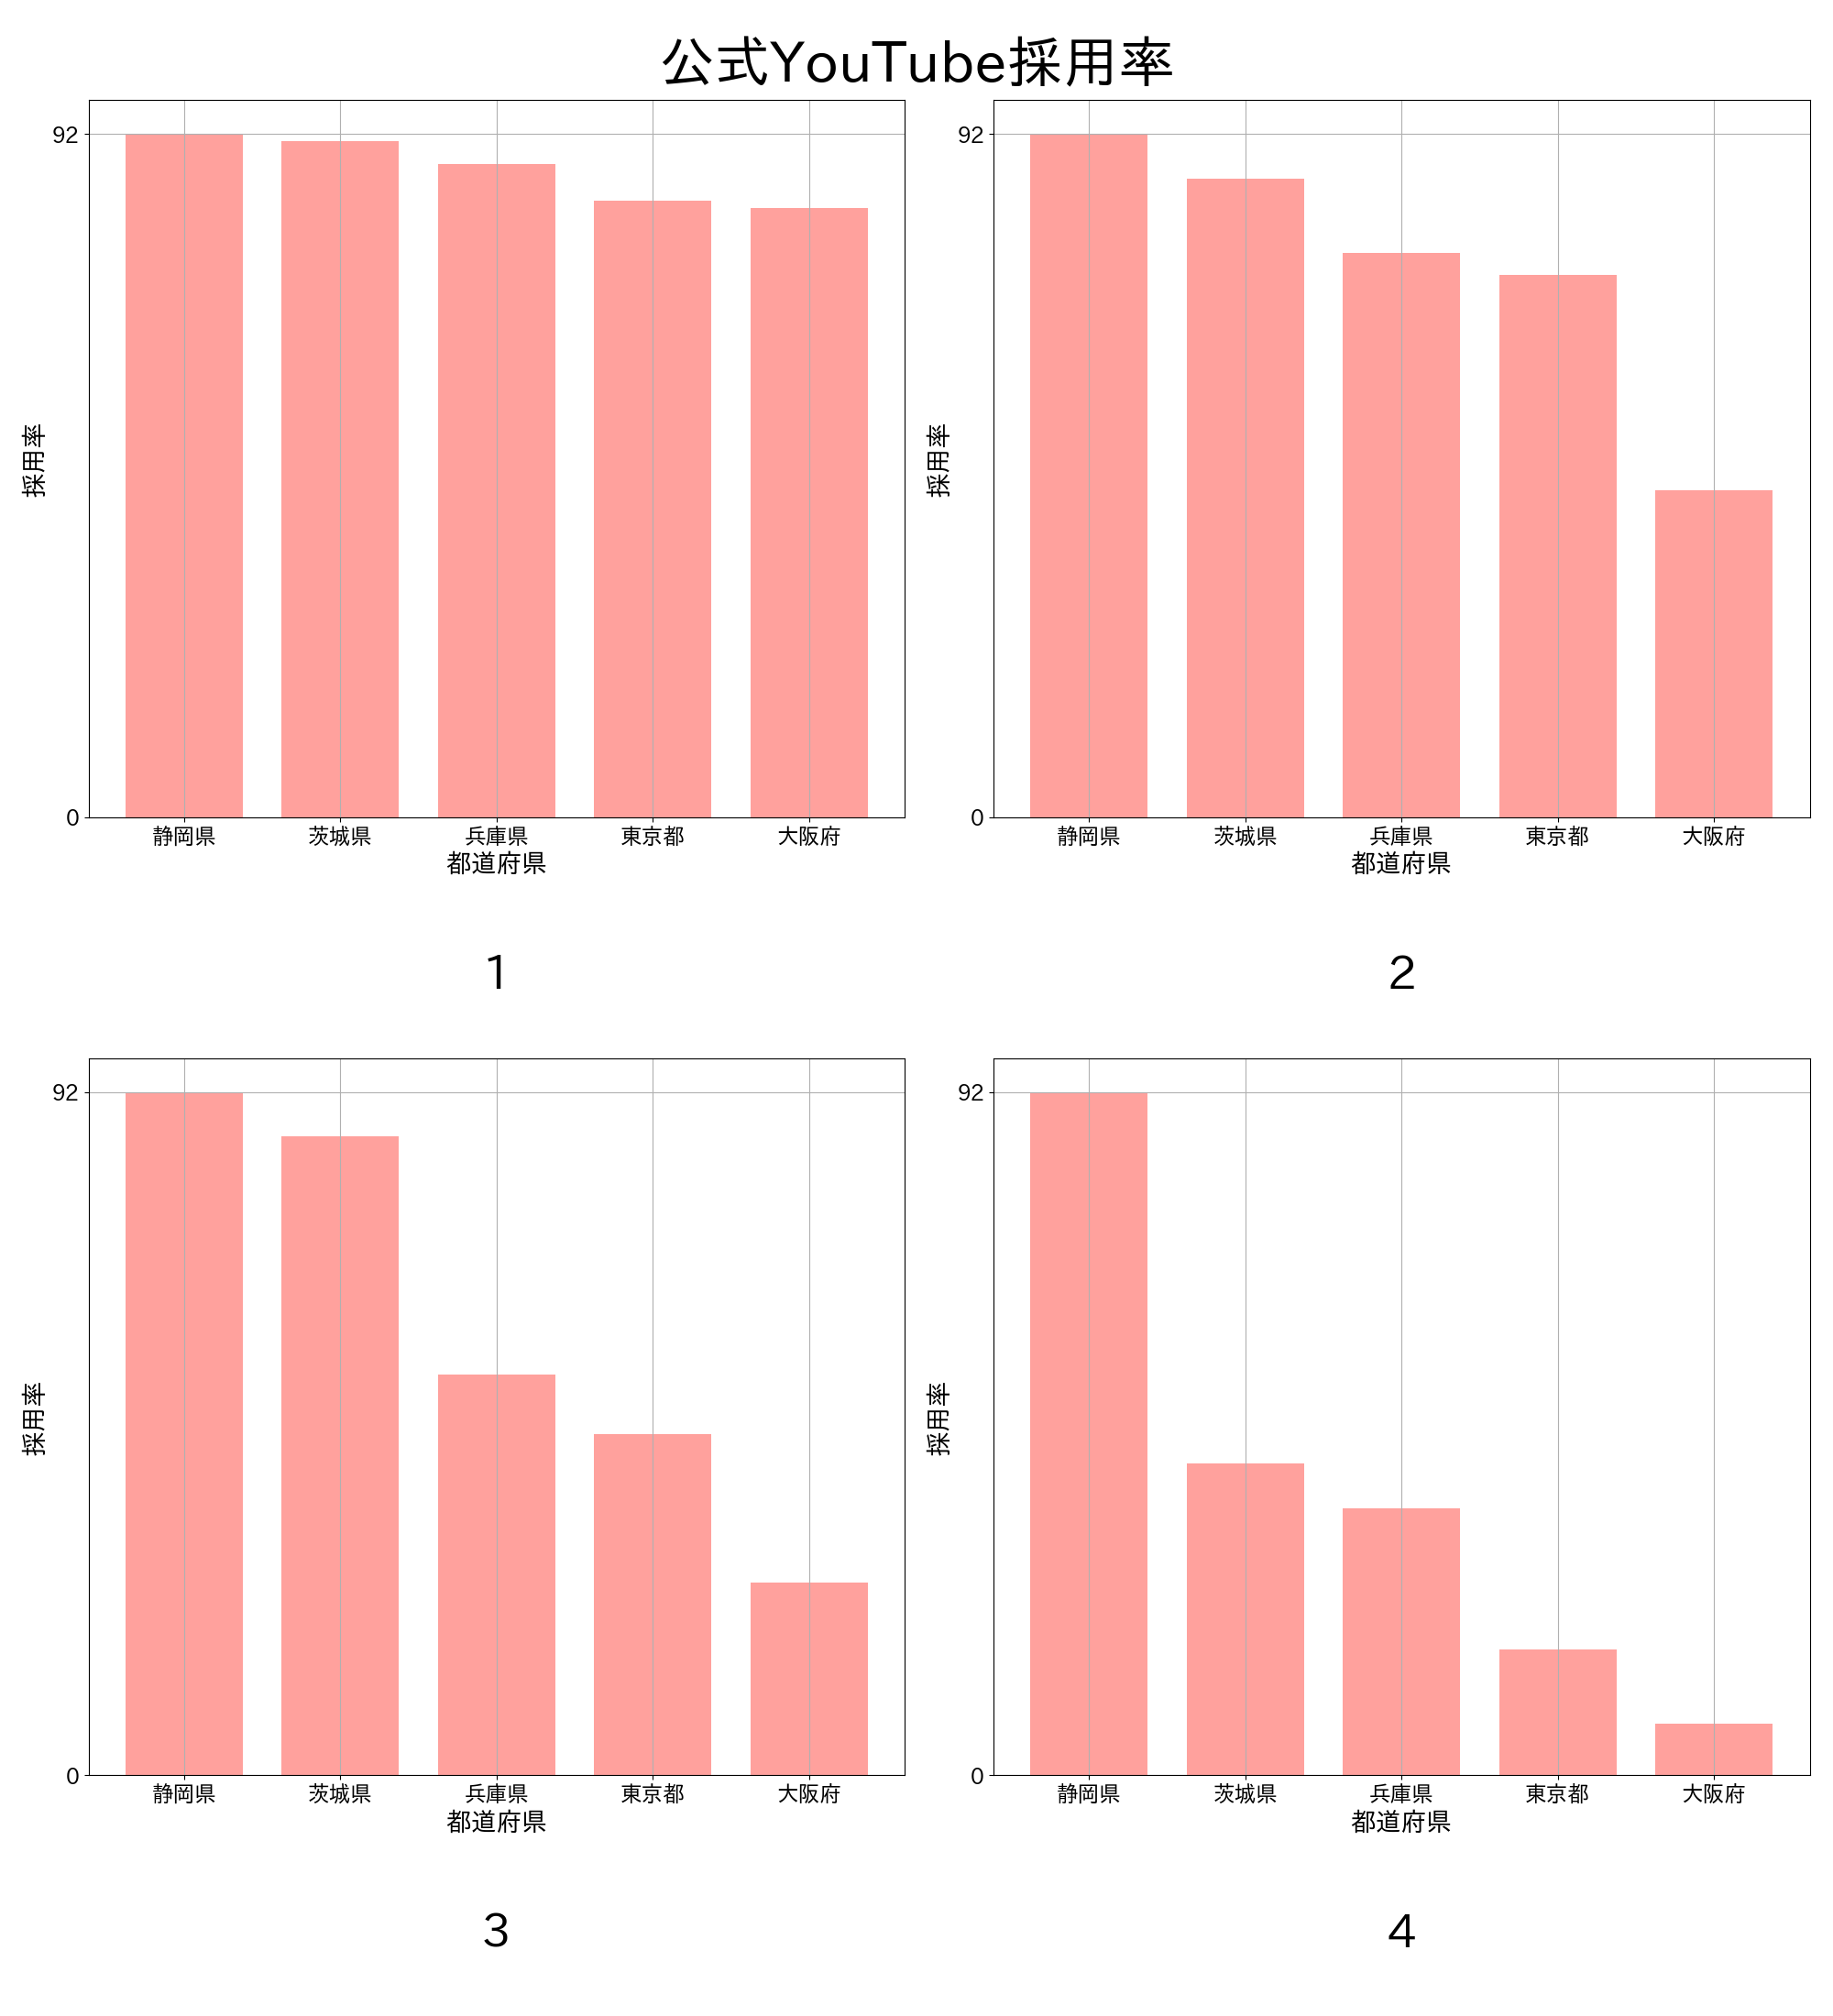 公式YouTube採用率
92
0
採用率
静岡県 茨城県 兵庫県 東京都 大阪府
都道府県
1
92
0
採用率
静岡県 茨城県 兵庫県 東京都 大阪府
都道府県
2
92
0
採用率
静岡県 茨城県 兵庫県 東京都 大阪府
都道府県
3
92
0
採用率
静岡県 茨城県 兵庫県 東京都 大阪府
都道府県
4